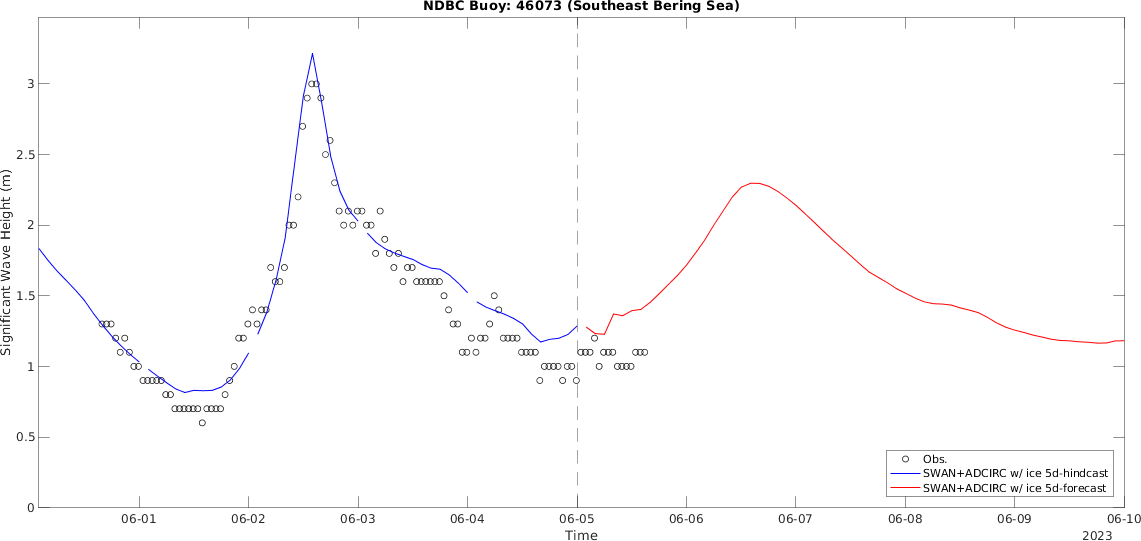 NDBC Buoy: 46073 (Southeast Bering Sea)
Significant Wave Height (m)
3
2.5
2
1.5
1
0.5
0
Obs.
SWAN+ADCIRC w/ ice 5d-hindcast
SWAN+ADCIRC w/ ice 5d-forecast
06-01 06-02 06-03 06-04 06-05 06-06 06-07 06-08 06-09 06-10
Time 2023